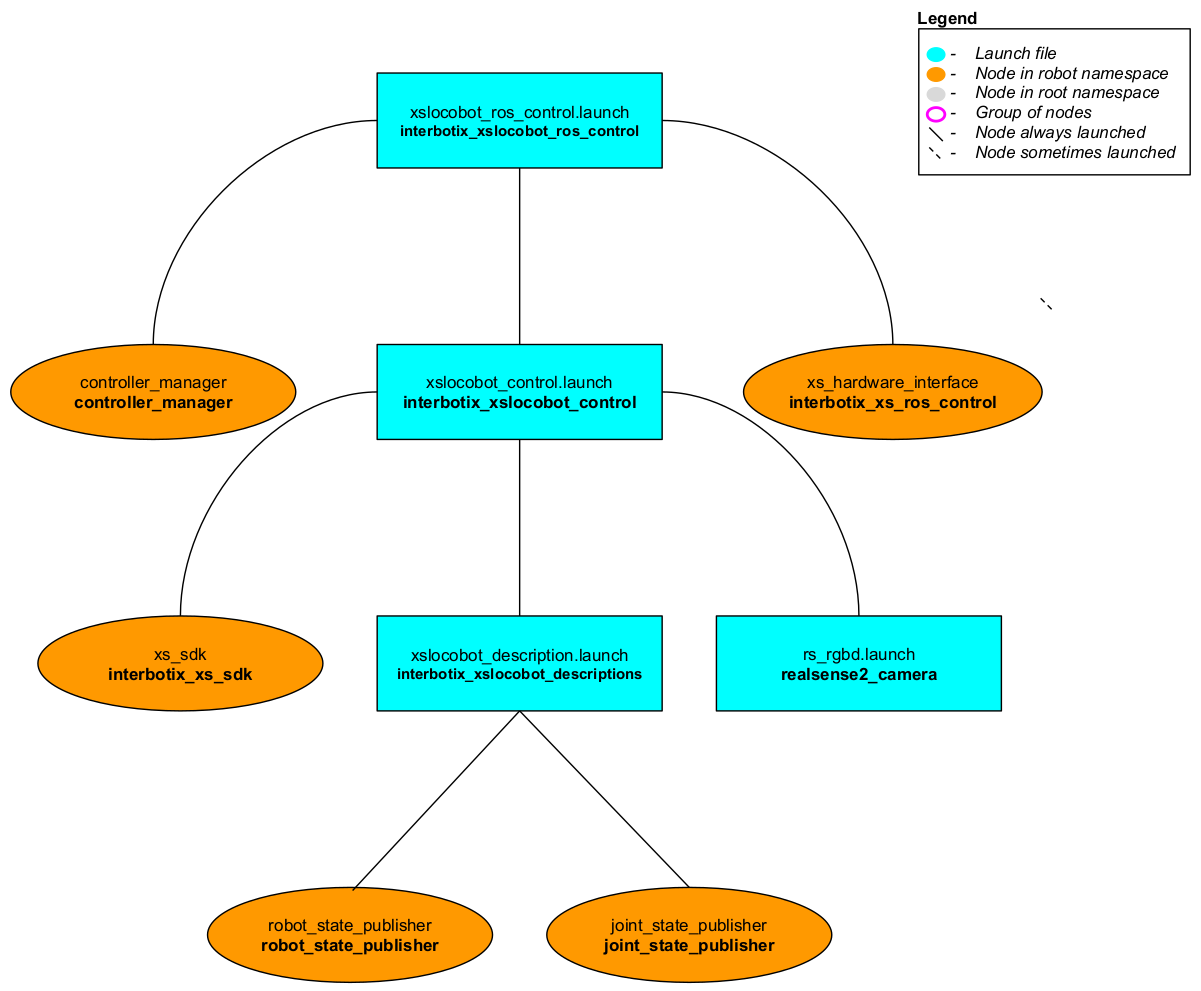 Legend
- Launch file
- Node in robot namespace
- Node in root namespace
- Group of nodes
- Node always launched
- Node sometimes launched
xslocobot_ros_control.launch
interbotix_xslocobot_ros_control
controller_manager
controller_manager
xslocobot_control.launch
interbotix_xslocobot_control
xs_hardware_interface
interbotix_xs_ros_control
xs_sdk
interbotix_xs_sdk
xslocobot_description.launch
interbotix_xslocobot_descriptions
rs_rgbd.launch
realsense2_camera
robot_state_publisher
robot_state_publisher
joint_state_publisher
joint_state_publisher